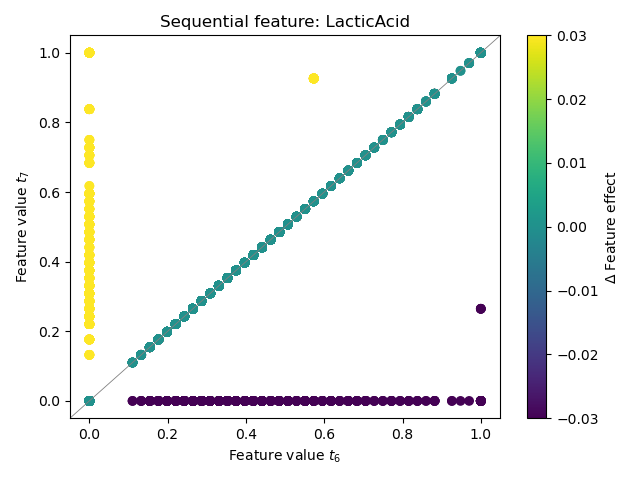 Sequential feature: LacticAcid
Feature value t₇
1.0
0.8
0.6
0.4
0.2
0.0
0.0 0.2 0.4 0.6 0.8 1.0
Feature value t₆
0.03
0.02
0.01
0.00
−0.01
−0.02
−0.03
Δ Feature effect